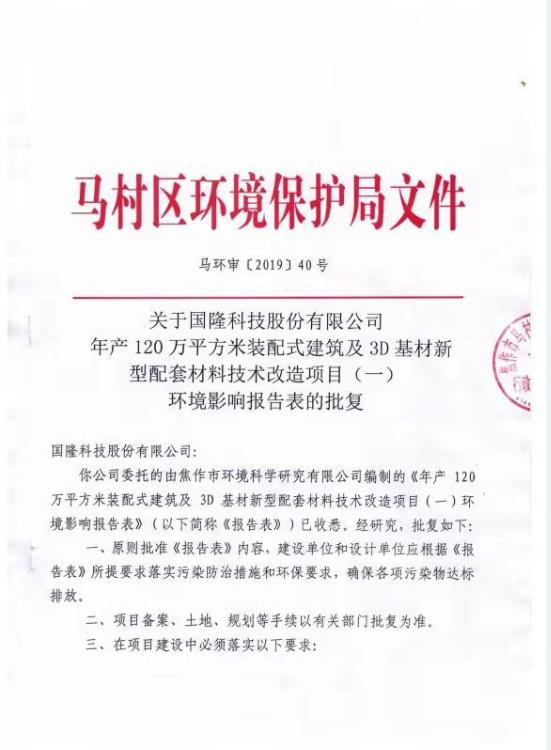 马村区环境保护局文件
马环审〔2019〕40号
关于国隆科技股份有限公司
年产120万平方米装配式建筑及3D基材新
型配套材料技术改造项目（一）
环境影响报告表的批复
国隆科技股份有限公司：
你公司委托的由焦作市环境科学研究有限公司编制的《年产 120
万平方米装配式建筑及 3D 基材新型配套材料技术改造项目（一）环
境影响报告表》（以下简称《报告表》）已收悉。经研究，批复如下：
一、原则批准《报告表》内容，建设单位和设计单位应根据《报
告表》所提要求落实污染防治措施和环保要求，确保各项污染物达标
排放。
二、项目备案、土地、规划等手续以有关部门批复为准。
三、在项目建设中必须落实以下要求：
焦作市马
行政